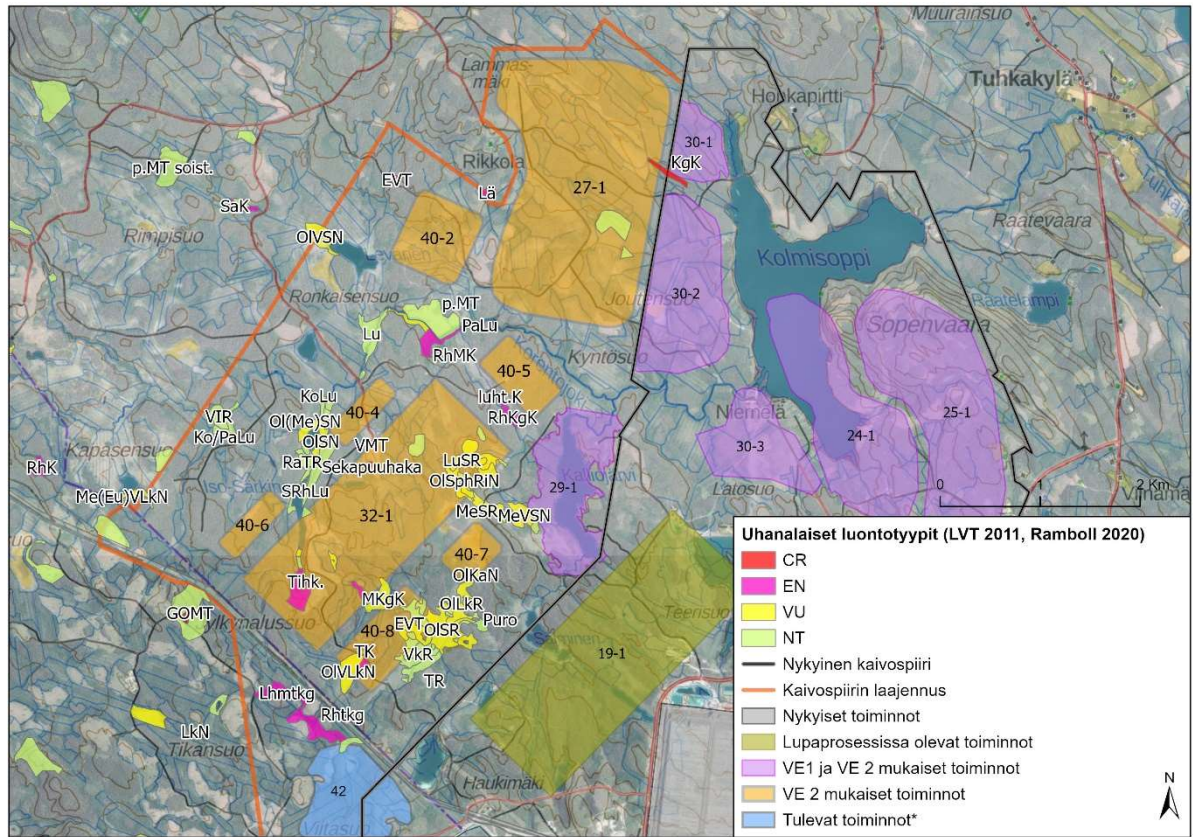 Muurainsuo
Lammas-
mäki
Tuhkakylä
Honkapirtti
30-1
p.MT soist.
EVT
Rikkola
27-1
KgK
Lä
SaK
Rimpisuo
OlVSN
40-2
Raatevaara
Kolmisoppi
Ronkaisensuo
Joutensuo
30-2
Raatelampi
Sopenvaara
p.MT
PaLu
Lu
RhMK
Kyntösuo
40-5
luht.K
RhKgK
KoLu
40-4
VIR
Ko/PaLu
Ol(Me)SN
OlSN
VMT
RaTR
Sekapuuhaka
LuSR
OlSphRiN
Niemelä
30-3
24-1
25-1
Kapäsensuo
RhK
Me(Eu)VLkN
SRhLu
MeSR
MeVSN
29-1
Kalliojärvi
Latosuo
0
1
2 Km
40-6
32-1
40-7
OlKaN
Tihk.
MKgK
OlLkR
GOMT
EVT
OlSR
Puro
40-8
TK
VkR
OlVLkN
TR
Teerisuo
19-1
Lhmtkg
Rhtkg
LkN
Tikansuo
Haukimäki
42
Viitasuo
Uhanalaiset luontotyypit (LVT 2011, Ramboll 2020)
CR
EN
VU
NT
Nykyinen kaivospiiri
Kaivospiirin laajennus
Nykyiset toiminnot
Lupaprosessissa olevat toiminnot
VE1 ja VE 2 mukaiset toiminnot
VE 2 mukaiset toiminnot
Tulevat toiminnot*
N